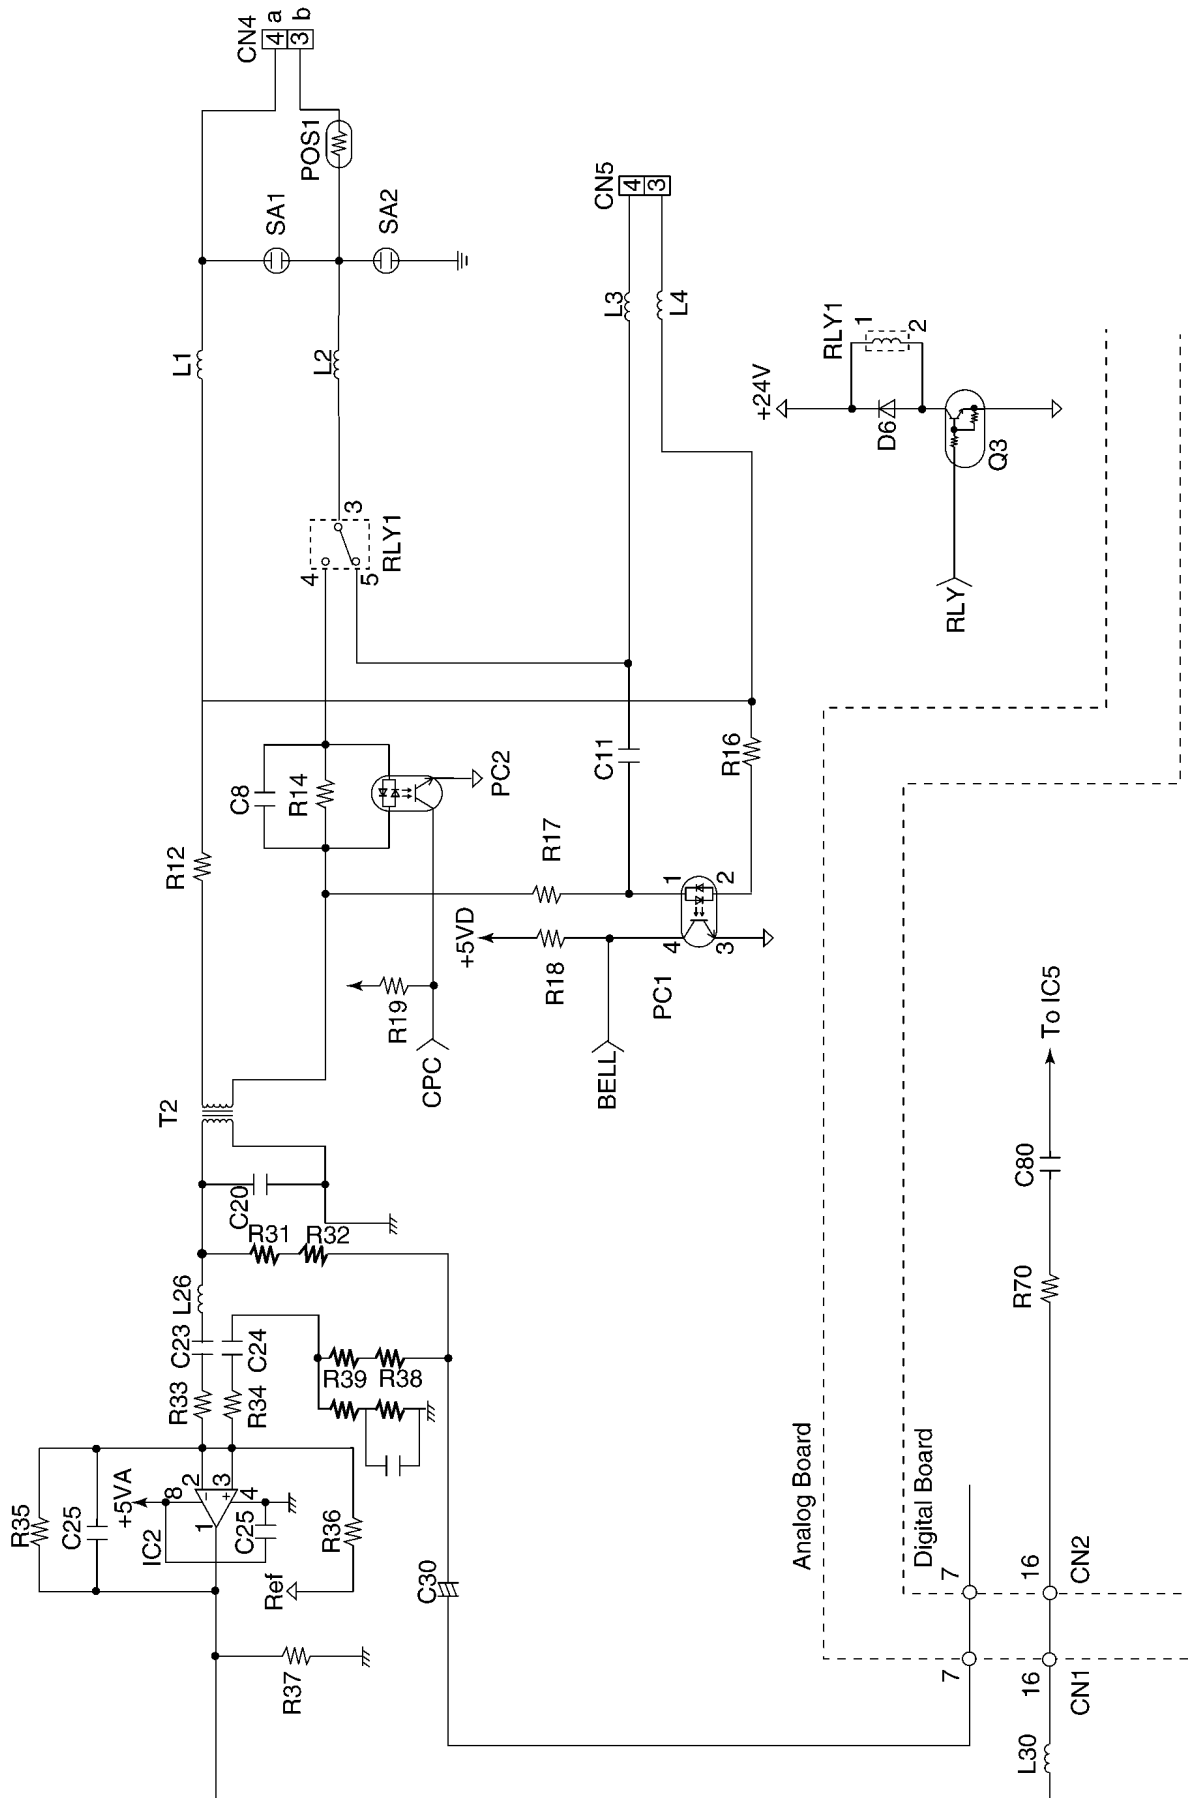 CN4
4 a
3 b
POS1
SA1
SA2
L1
L2
CN5
4
3
L3
L4
RLY1
3
4
5
+24V
RLY1
1
2
D6
Q3
RLY
C8
R14
PC2
R12
C11
R16
R17
+5VD
R18
1
2
4
3
PC1
R19
CPC
BELL
T2
C20
R31
R32
L26
C23
C24
R33
R34
R39
R38
R35
C25
+5VA
IC2
8
2
3
4
1
C25
R36
Ref
R37
C30
Analog Board
Digital Board
To IC5
C80
R70
7
16
CN2
7
16
CN1
L30